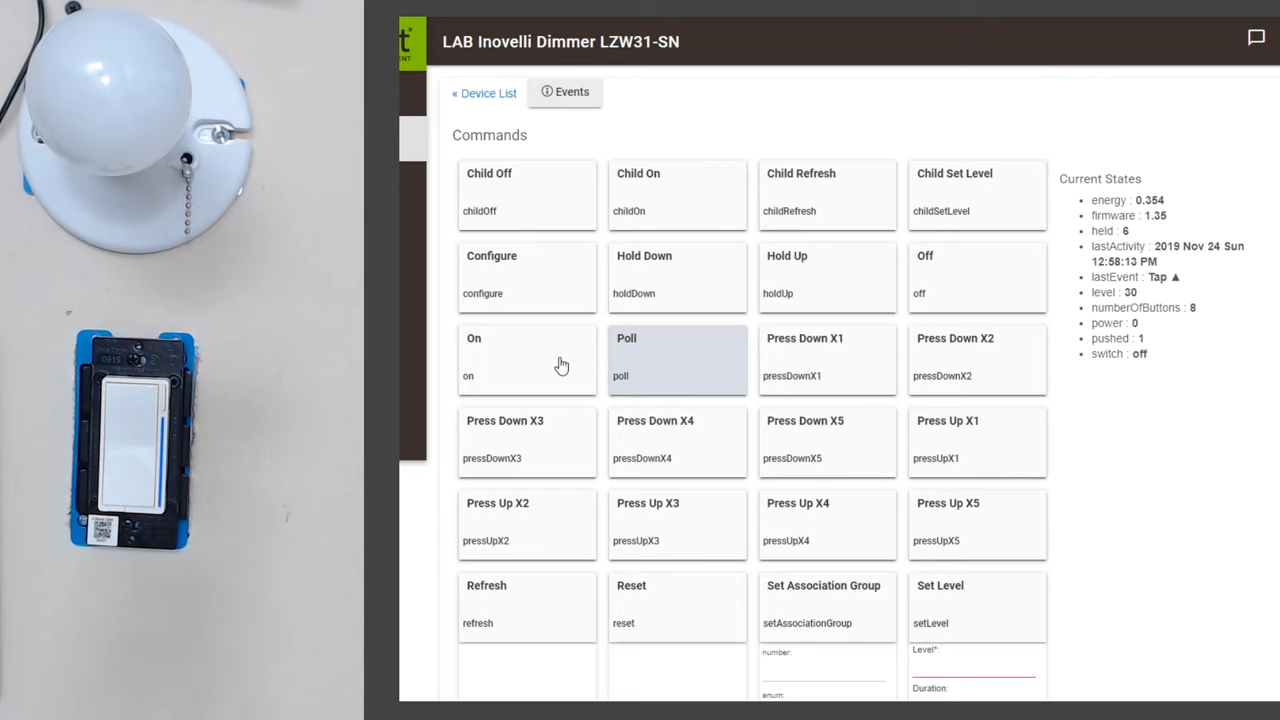 t
ENT
LAB Inovelli Dimmer LZW31-SN
« Device List
Events
Commands
Child Off
childOff
Child On
childOn
Child Refresh
childRefresh
Child Set Level
childSetLevel
Configure
configure
Hold Down
holdDown
Hold Up
holdUp
Off
off
On
on
Poll
poll
Press Down X1
pressDownX1
Press Down X2
pressDownX2
Press Down X3
pressDownX3
Press Down X4
pressDownX4
Press Down X5
pressDownX5
Press Up X1
pressUpX1
Press Up X2
pressUpX2
Press Up X3
pressUpX3
Press Up X4
pressUpX4
Press Up X5
pressUpX5
Refresh
refresh
Reset
reset
Set Association Group
setAssociationGroup
number:
enum:
Set Level
setLevel
Level*:
Duration:
Current States
energy : 0.354
firmware : 1.35
held : 6
lastActivity : 2019 Nov 24 Sun
12:58:13 PM
lastEvent : Tap ▲
level : 30
numberOfButtons : 8
power : 0
pushed : 1
switch : off
0919